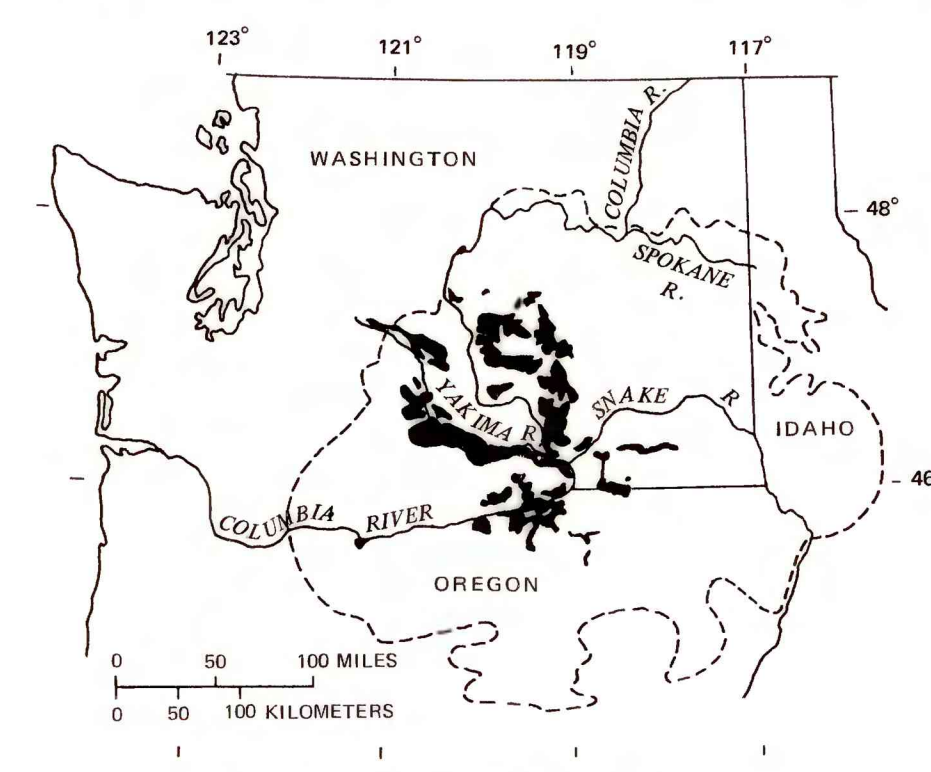 123° 121° 119° 117°
WASHINGTON
COLUMBIA R.
48°
SPOKANE
R.
YAKIMA R
SNAKE R
IDAHO
46
COLUMBIA RIVER
OREGON
0 50 100 MILES
0 50 100 KILOMETERS